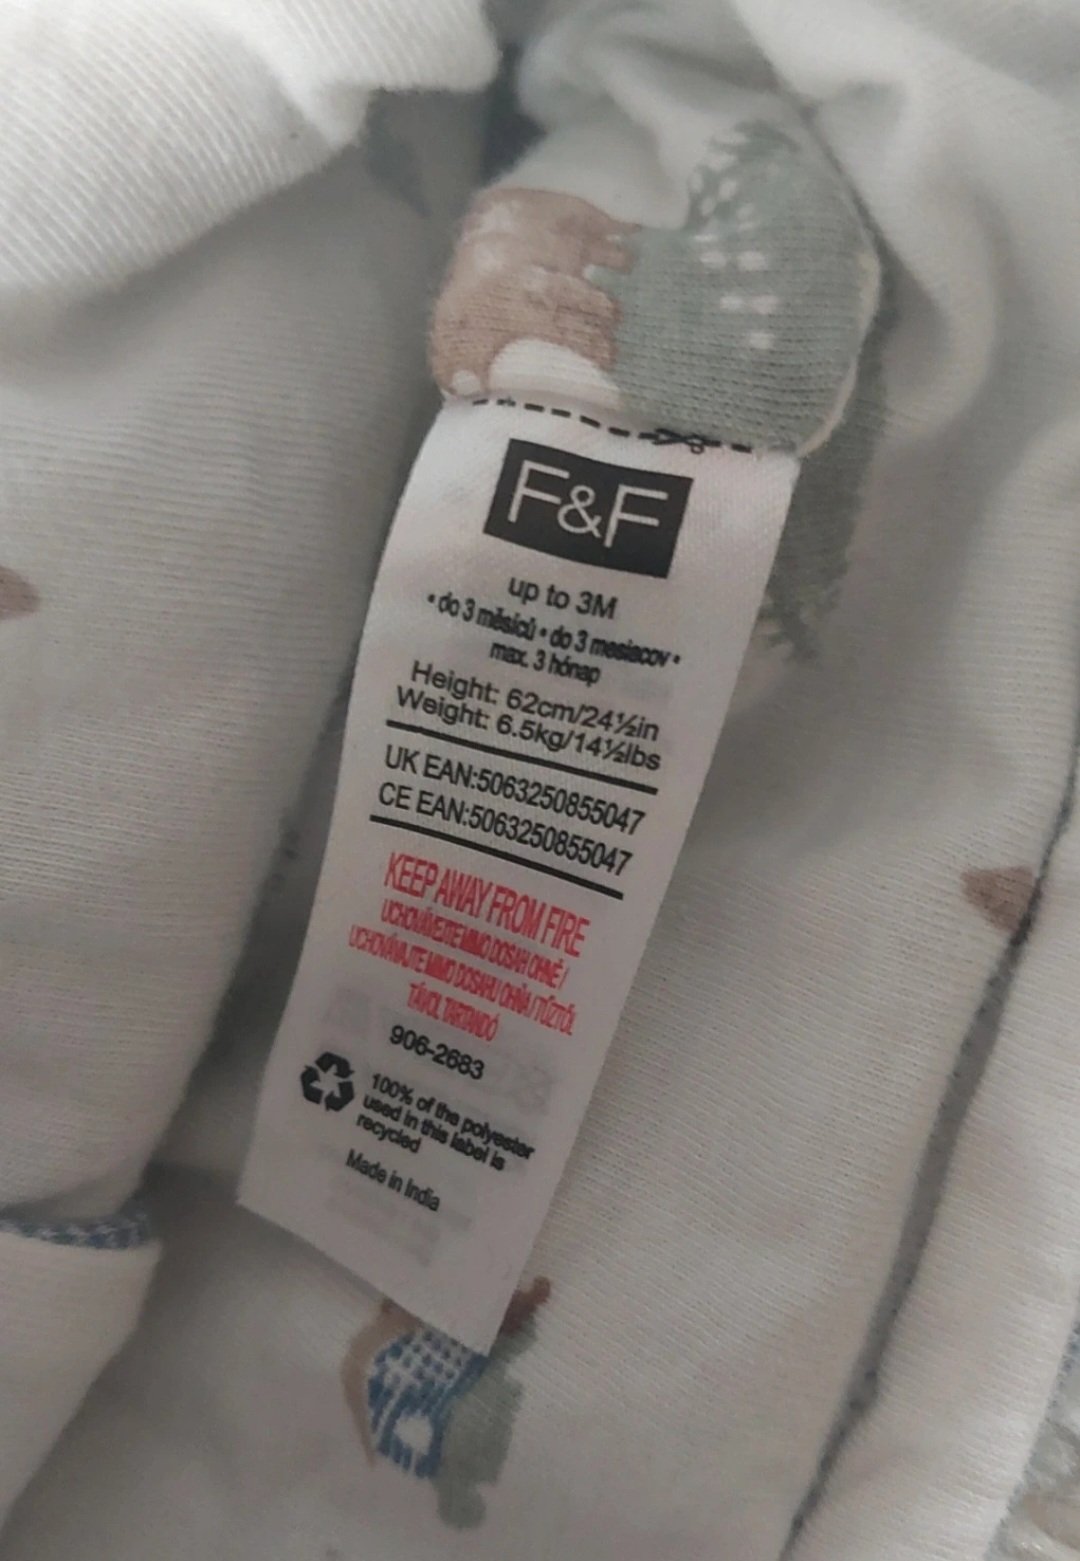 F&F
up to 3M
• do 3 měsíců • do 3 mesiacov •
max. 3 hónap
Height: 62cm/24½in
Weight: 6.5kg/14½lbs
UK EAN:5063250855047
CE EAN:5063250855047
KEEP AWAY FROM FIRE
UCHOVÁVEJTE MIMO DOSAH OHNĚ /
UCHOVÁVAJTE MIMO DOSAHU OHŇA / TŰZTŐL
TÁVOL TARTANDÓ
906-2683
100% of the polyester
used in this label is
recycled
Made in India